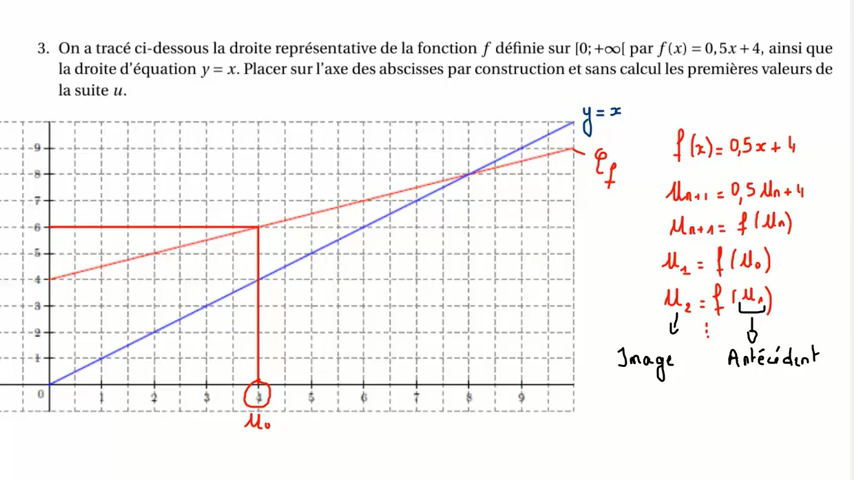 3. On a tracé ci-dessous la droite représentative de la fonction f définie sur [0; +∞[ par f(x) = 0,5x + 4, ainsi que
la droite d'équation y = x. Placer sur l'axe des abscisses par construction et sans calcul les premières valeurs de
la suite u.
y = x
𝒞f
f(x) = 0,5x + 4
un+1 = 0,5 un + 4
un+1 = f(un)
u1 = f(u0)
u2 = f(u1)
⋮
Image
Antécédent
9
8
7
6
5
4
3
2
1
0 1 2 3 4 5 6 7 8 9
u0